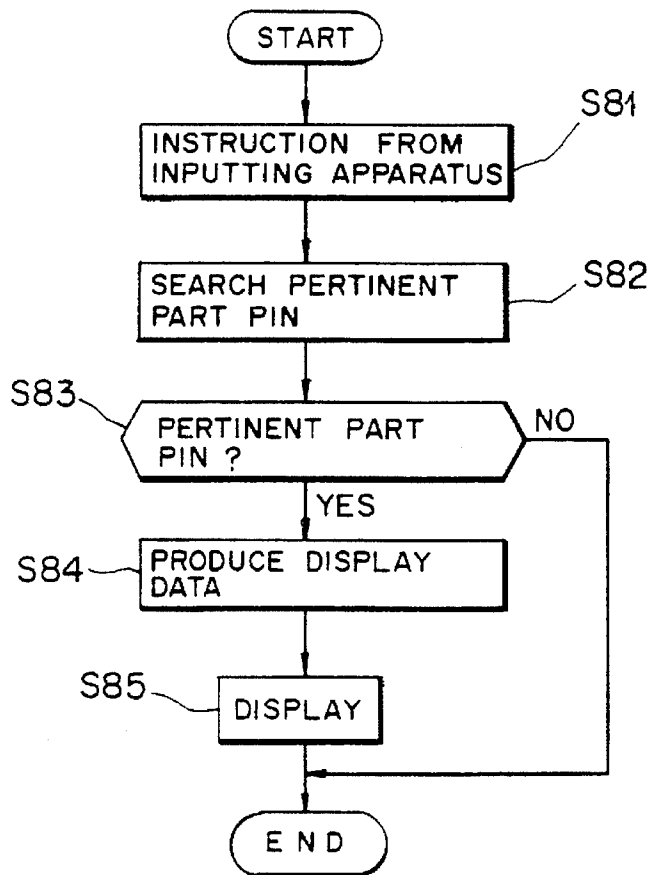 START
S81
INSTRUCTION FROM
INPUTTING APPARATUS
S82
SEARCH PERTINENT
PART PIN
S83
PERTINENT PART
PIN ?
NO
YES
S84
PRODUCE DISPLAY
DATA
S85
DISPLAY
END